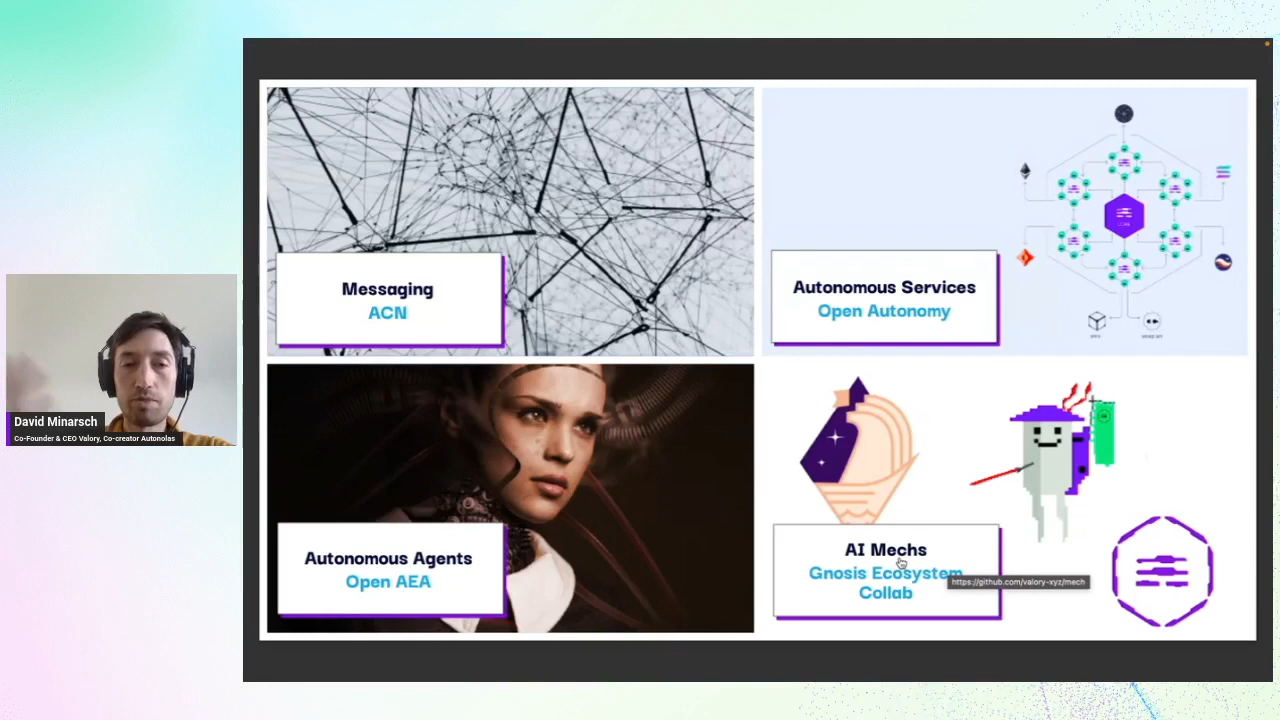 Messaging
ACN
Autonomous Services
Open Autonomy
Autonomous Agents
Open AEA
AI Mechs
Gnosis Ecosystem
Collab
https://github.com/valory-xyz/mech
David Minarsch
Co-Founder & CEO Valory, Co-creator Autonolas